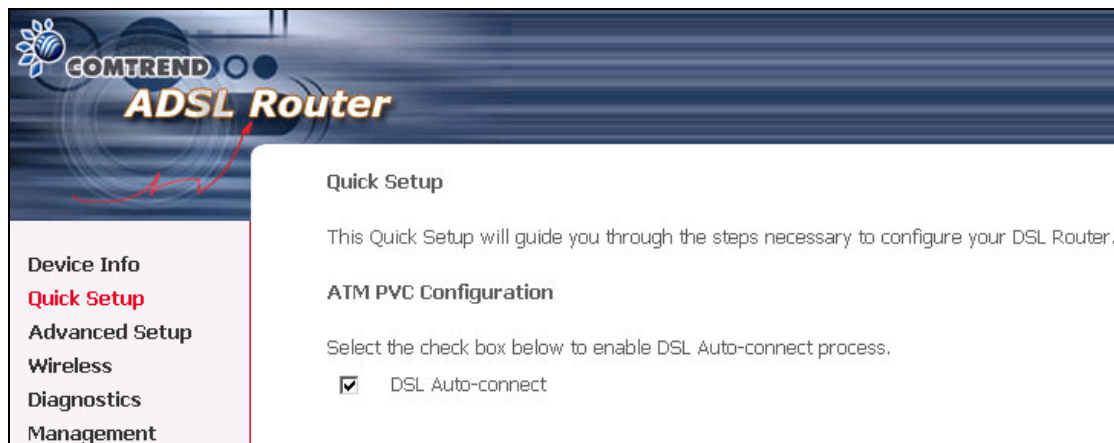 COMTREND
ADSL Router
Device Info
Quick Setup
Advanced Setup
Wireless
Diagnostics
Management
Quick Setup
This Quick Setup will guide you through the steps necessary to configure your DSL Router.
ATM PVC Configuration
Select the check box below to enable DSL Auto-connect process.
DSL Auto-connect